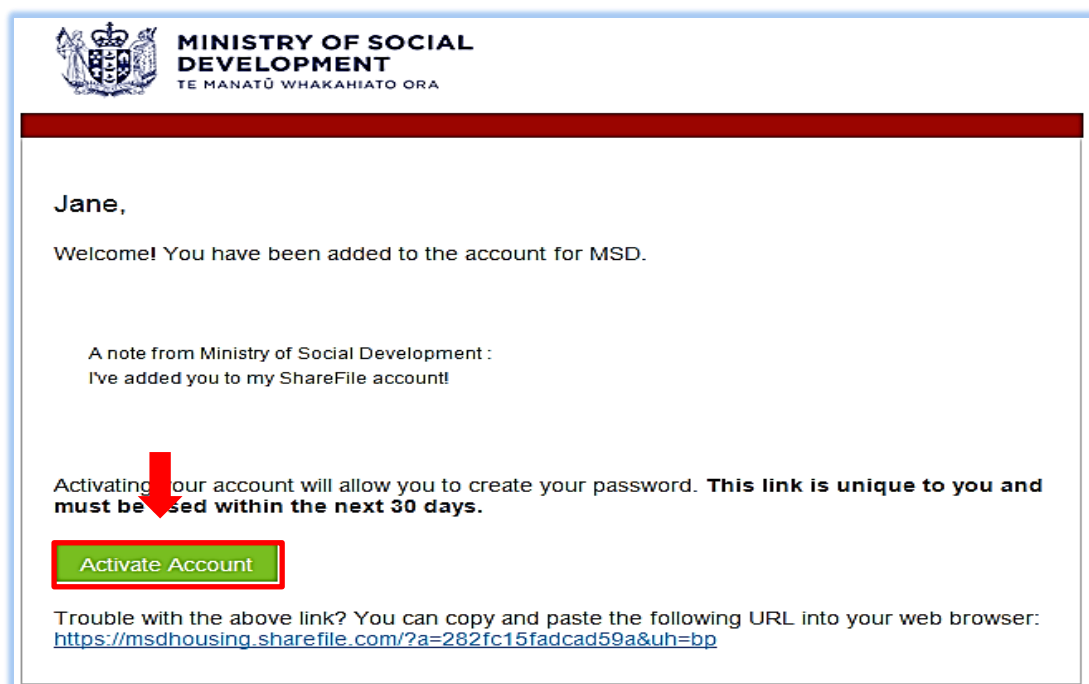 MINISTRY OF SOCIAL
DEVELOPMENT
TE MANATŪ WHAKAHIATO ORA
Jane,
Welcome! You have been added to the account for MSD.
A note from Ministry of Social Development :
I've added you to my ShareFile account!
Activating your account will allow you to create your password. This link is unique to you and
must be used within the next 30 days.
Activate Account
Trouble with the above link? You can copy and paste the following URL into your web browser:
https://msdhousing.sharefile.com/?a=282fc15fadcad59a&uh=bp